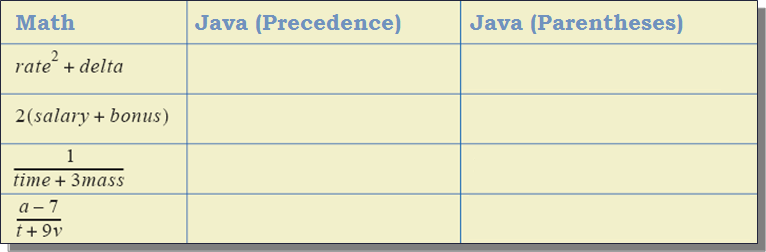 Math Java (Precedence) Java (Parentheses)
rate² + delta
2(salary + bonus)
1
time + 3mass
a – 7
t + 9v